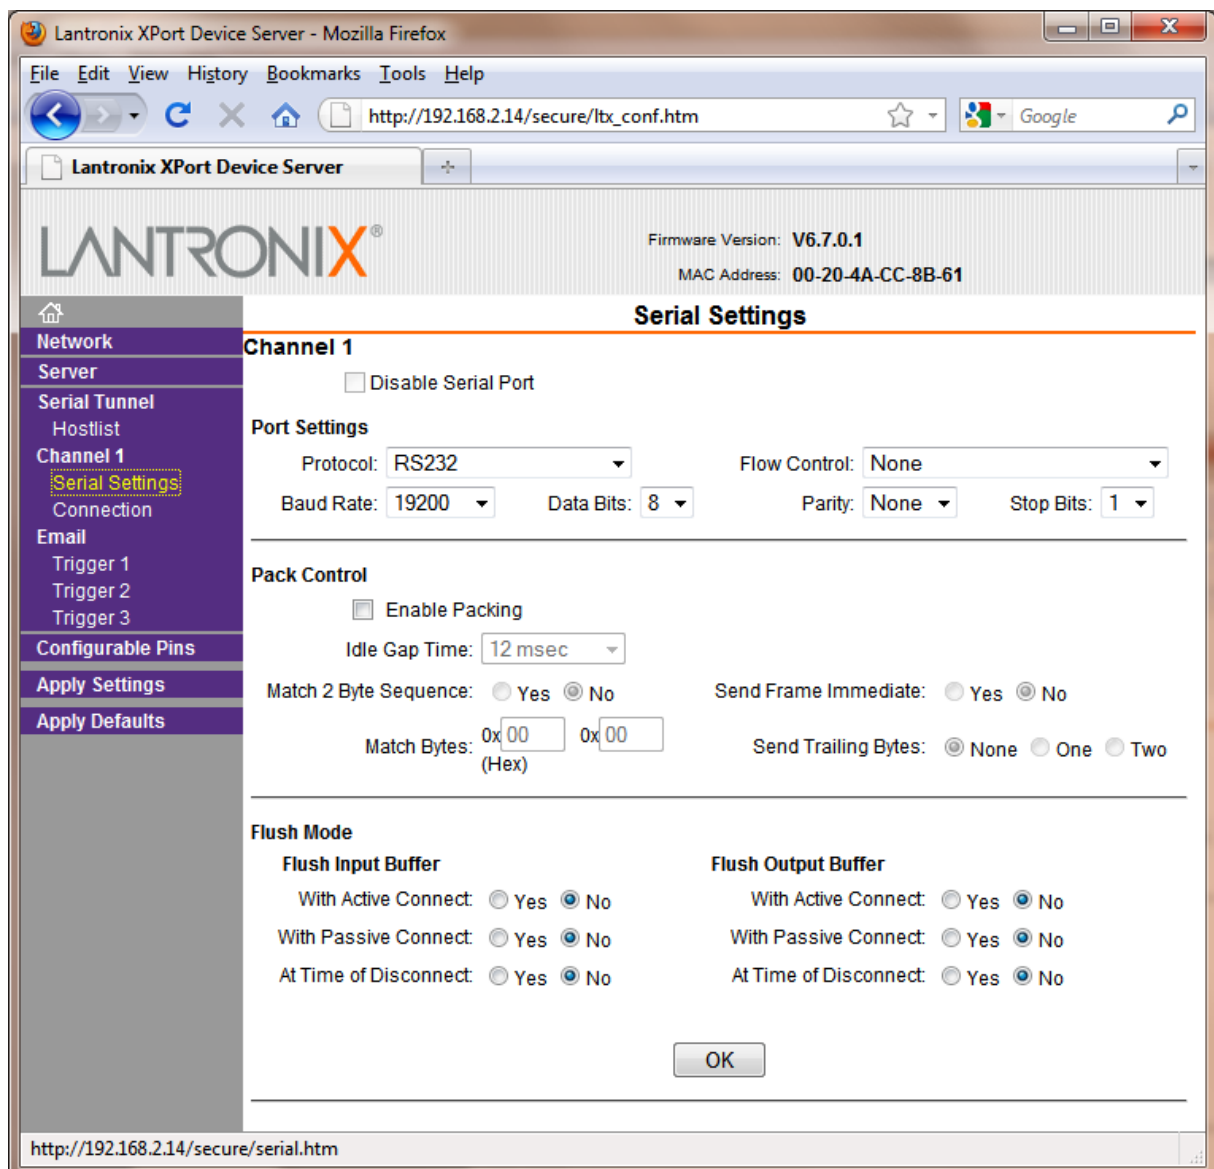 Lantronix XPort Device Server - Mozilla Firefox
File Edit View History Bookmarks Tools Help
http://192.168.2.14/secure/ltx_conf.htm
Google
Lantronix XPort Device Server
LANTRONIX®
Firmware Version: V6.7.0.1
MAC Address: 00-20-4A-CC-8B-61
Network
Server
Serial Tunnel
Hostlist
Channel 1
Serial Settings
Connection
Email
Trigger 1
Trigger 2
Trigger 3
Configurable Pins
Apply Settings
Apply Defaults
Serial Settings
Channel 1
Disable Serial Port
Port Settings
Protocol: RS232 Flow Control: None
Baud Rate: 19200 Data Bits: 8 Parity: None Stop Bits: 1
Pack Control
Enable Packing
Idle Gap Time: 12 msec
Match 2 Byte Sequence: Yes No Send Frame Immediate: Yes No
Match Bytes: 0x 00 0x 00 Send Trailing Bytes: None One Two
(Hex)
Flush Mode
Flush Input Buffer Flush Output Buffer
With Active Connect: Yes No With Active Connect: Yes No
With Passive Connect: Yes No With Passive Connect: Yes No
At Time of Disconnect: Yes No At Time of Disconnect: Yes No
OK
http://192.168.2.14/secure/serial.htm